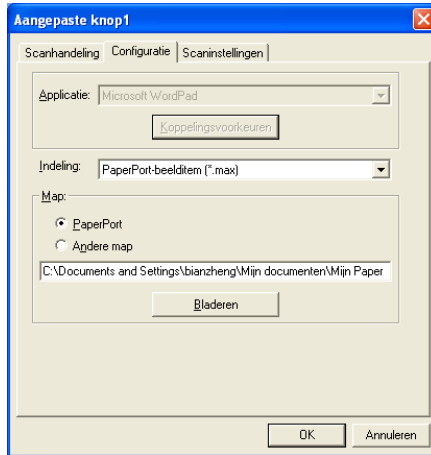 Aangepaste knop1
Scanhandeling Configuratie Scaninstellingen
Applicatie: Microsoft WordPad
Koppelingsvoorkeuren
Indeling: PaperPort-beelditem (*.max)
Map:
PaperPort
Andere map
C:\Documents and Settings\bianzheng\Mijn documenten\Mijn Paper
Bladeren
OK Annuleren